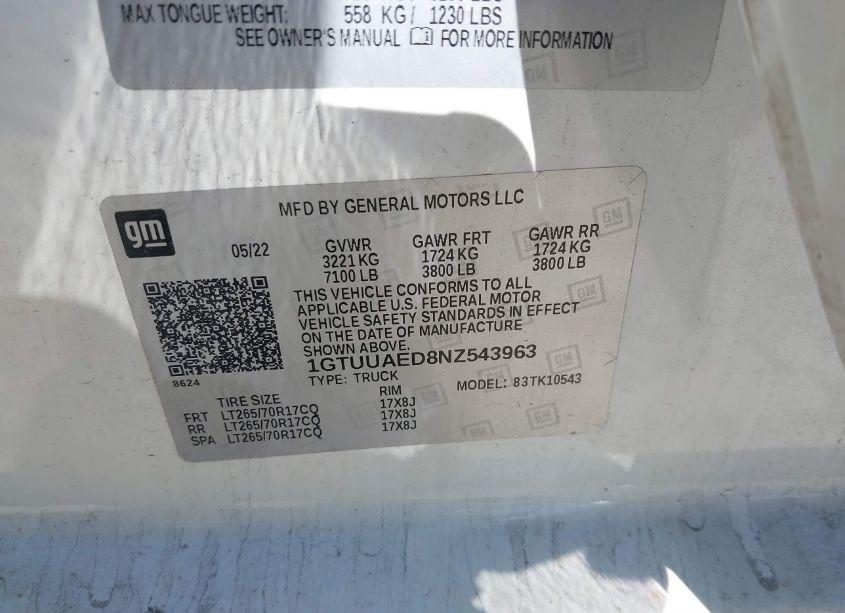 MAX TONGUE WEIGHT: 558 KG / 1230 LBS
SEE OWNER'S MANUAL FOR MORE INFORMATION
gm
MFD BY GENERAL MOTORS LLC
05/22 GVWR GAWR FRT GAWR RR
3221 KG 1724 KG 1724 KG
7100 LB 3800 LB 3800 LB
THIS VEHICLE CONFORMS TO ALL
APPLICABLE U.S. FEDERAL MOTOR
VEHICLE SAFETY STANDARDS IN EFFECT
ON THE DATE OF MANUFACTURE
SHOWN ABOVE.
1GTUUAED8NZ543963
8624
TYPE: TRUCK MODEL: 83TK10543
TIRE SIZE RIM
FRT LT265/70R17CQ 17X8J
RR LT265/70R17CQ 17X8J
SPA LT265/70R17CQ 17X8J